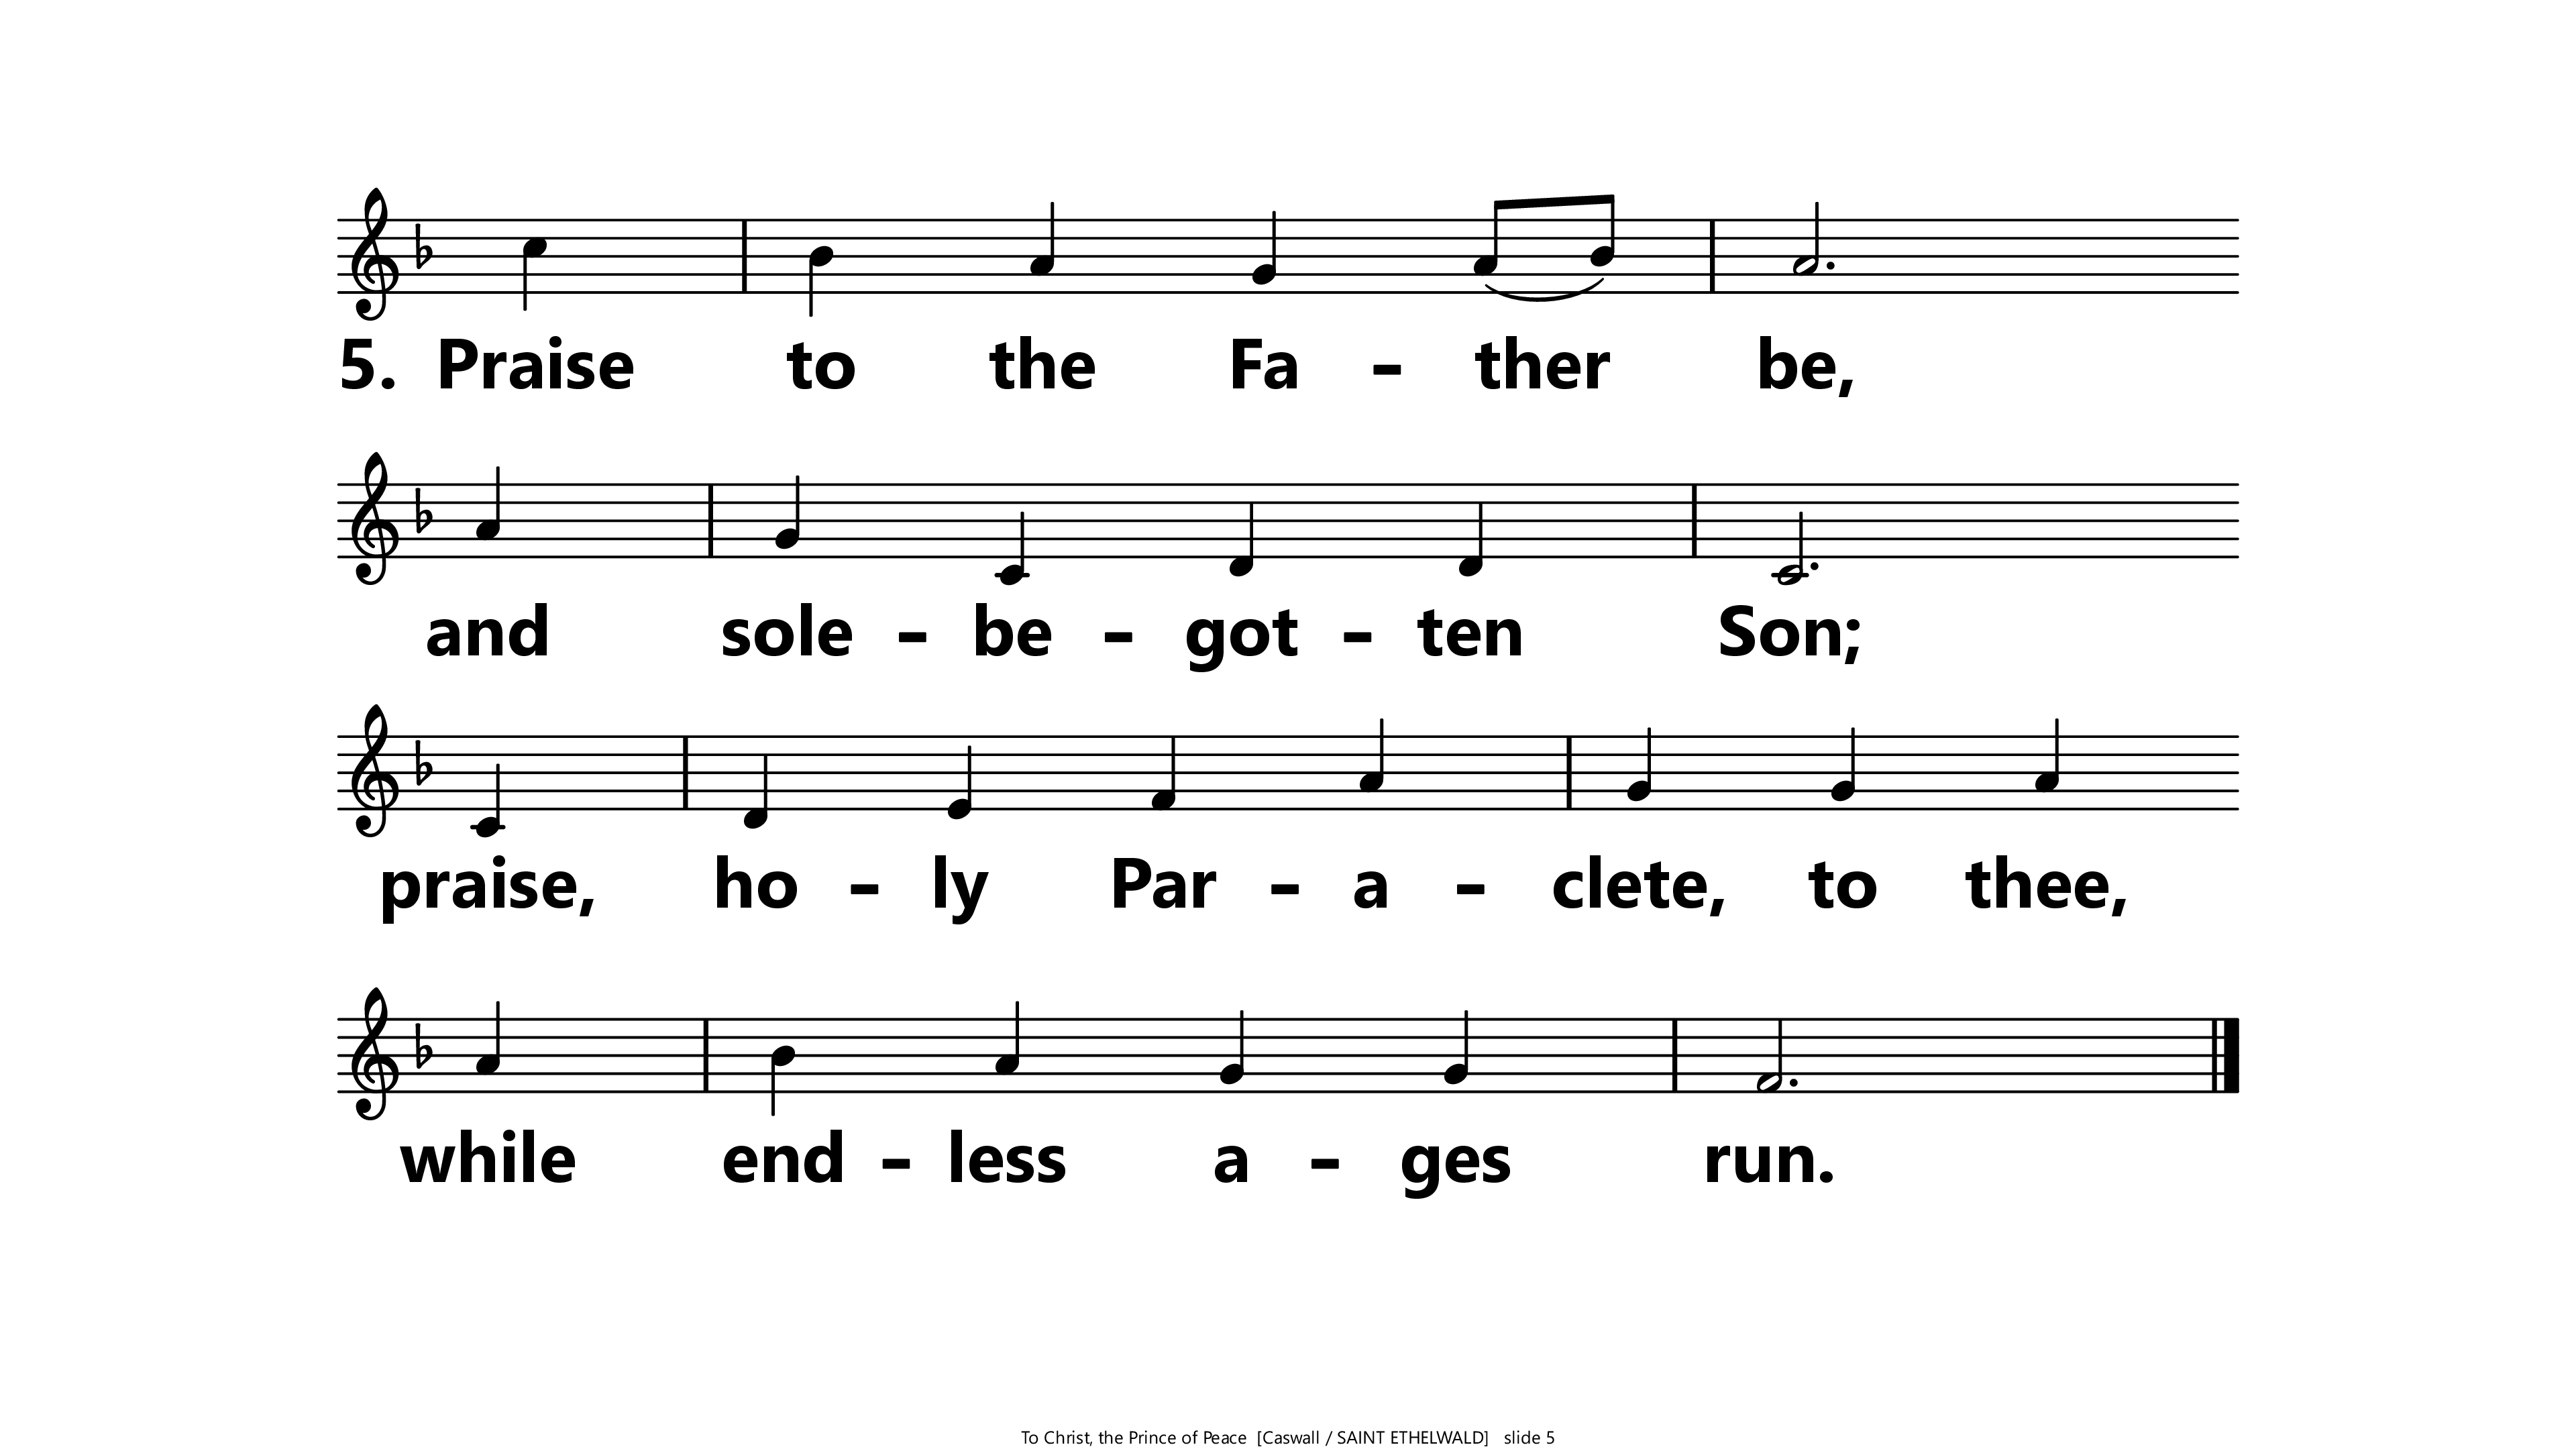 5. Praise to the Fa - ther be,
and sole - be - got - ten Son;
praise, ho - ly Par - a - clete, to thee,
while end - less a - ges run.
To Christ, the Prince of Peace [Caswall / SAINT ETHELWALD] slide 5